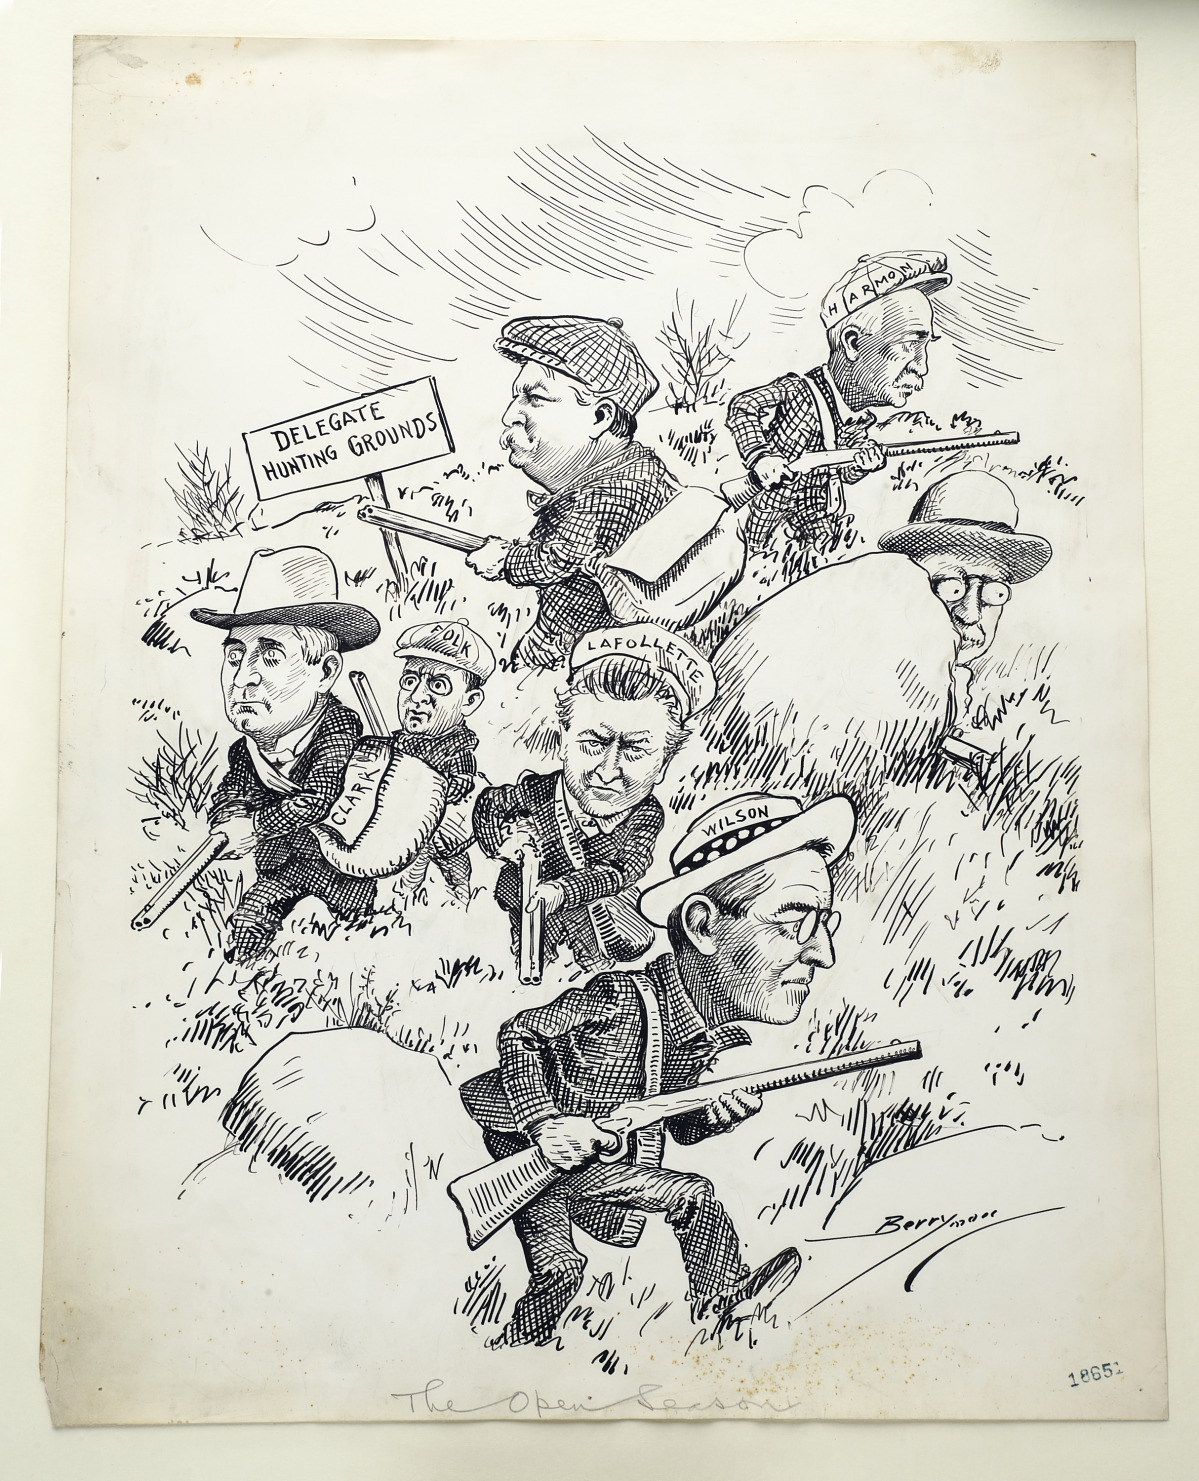 HARMON
DELEGATE
HUNTING GROUNDS
FOLK
LAFOLLETTE
CLARK
WILSON
Berryman
18651
The Open Season